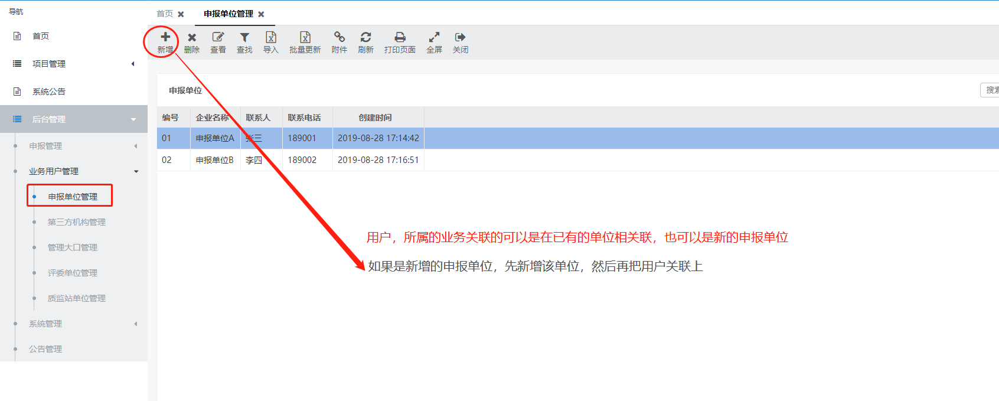 导航
首页
项目管理
系统公告
后台管理
申报管理
业务用户管理
申报单位管理
第三方机构管理
管理大口管理
评委单位管理
质监站单位管理
系统管理
公告管理
首页 申报单位管理
新增 删除 查看 查找 导入 批量更新 附件 刷新 打印页面 全屏 关闭
申报单位
搜索
编号 企业名称 联系人 联系电话 创建时间
01 申报单位A 张三 189001 2019-08-28 17:14:42
02 申报单位B 李四 189002 2019-08-28 17:16:51
用户，所属的业务关联的可以是在已有的单位相关联，也可以是新的申报单位
如果是新增的申报单位，先新增该单位，然后再把用户关联上